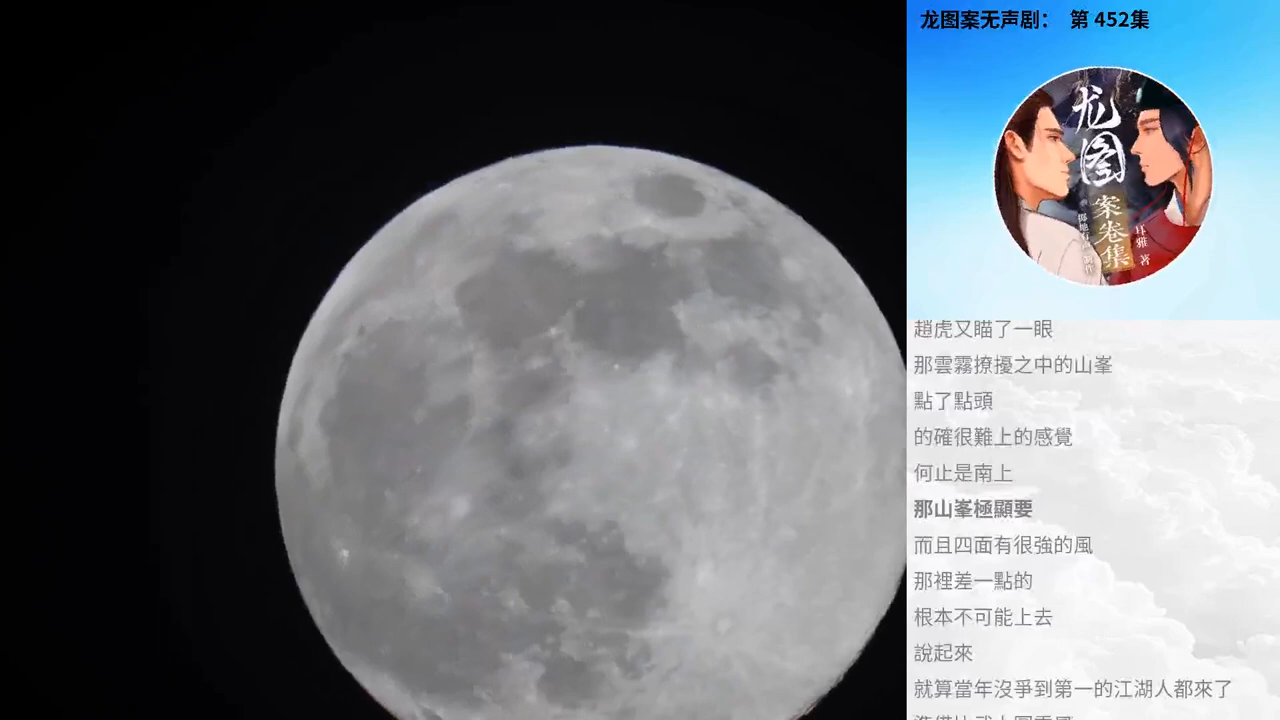 龙图案无声剧： 第 452集
龙图
案卷集
耳雅 著
趙虎又瞄了一眼
那雲霧撩擾之中的山峯
點了點頭
的確很難上的感覺
何止是南上
那山峯極顯要
而且四面有很強的風
那裡差一點的
根本不可能上去
說起來
就算當年沒爭到第一的江湖人都來了